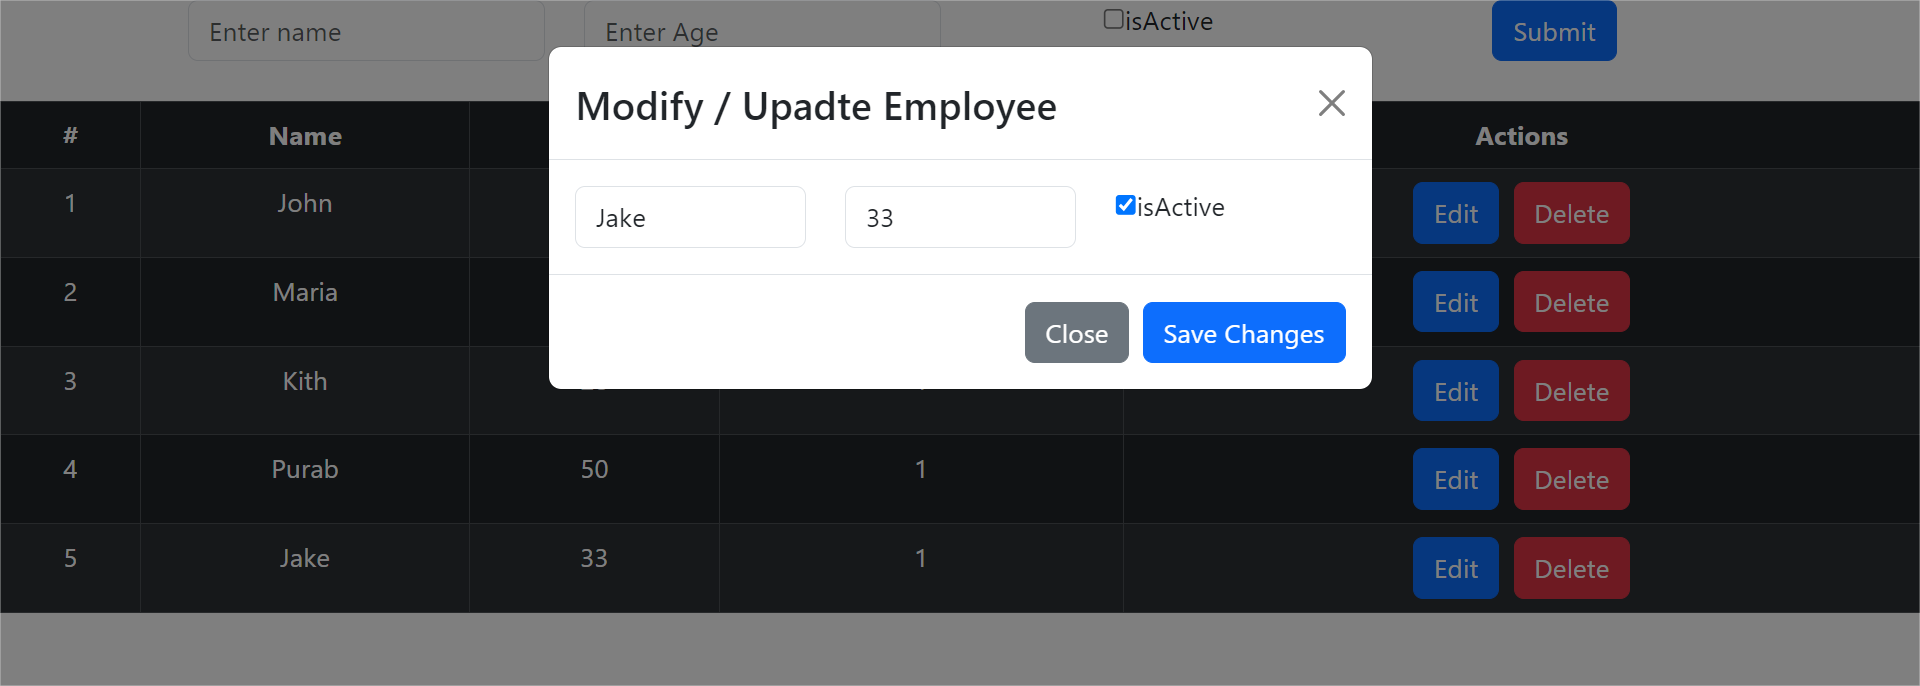 Enter name Enter Age isActive Submit
Modify / Upadte Employee
# Name Actions
Jake 33 isActive
1 John Edit Delete
2 Maria Edit Delete
Close Save Changes
3 Kith Edit Delete
4 Purab 50 1 Edit Delete
5 Jake 33 1 Edit Delete